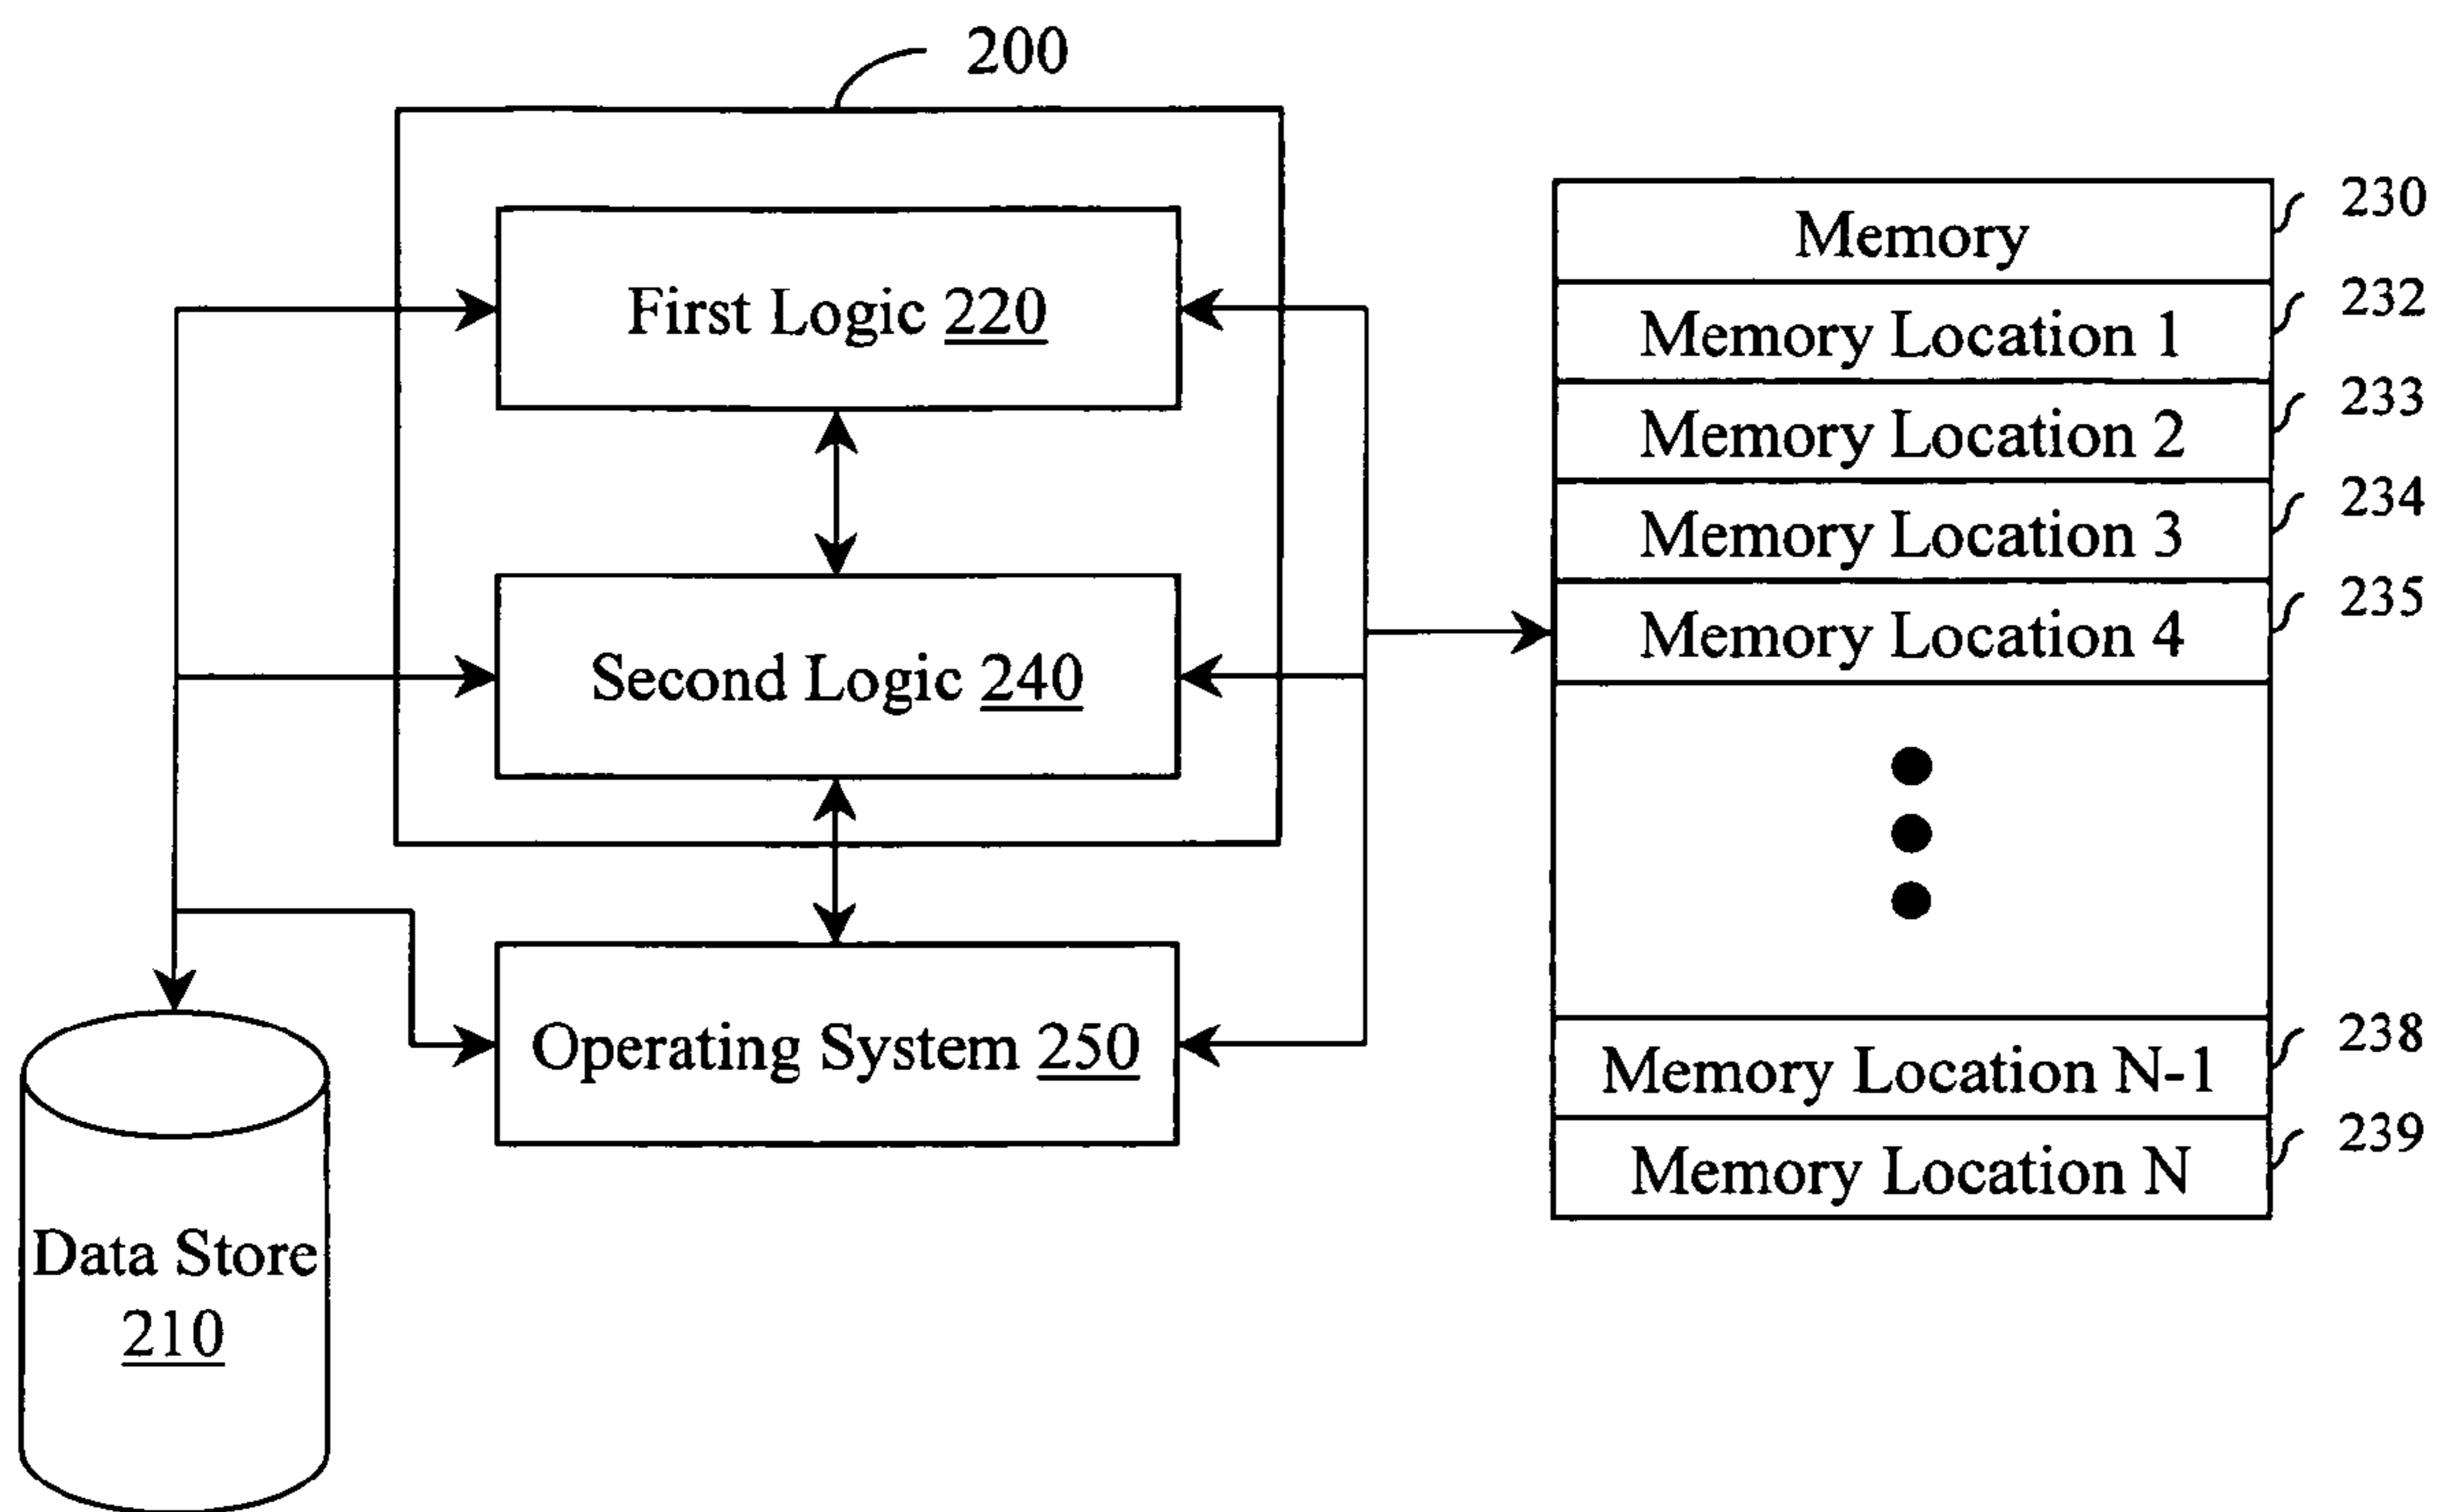 200
First Logic 220
Second Logic 240
Operating System 250
Data Store
210
Memory
230
Memory Location 1
232
Memory Location 2
233
Memory Location 3
234
Memory Location 4
235
Memory Location N-1
238
Memory Location N
239